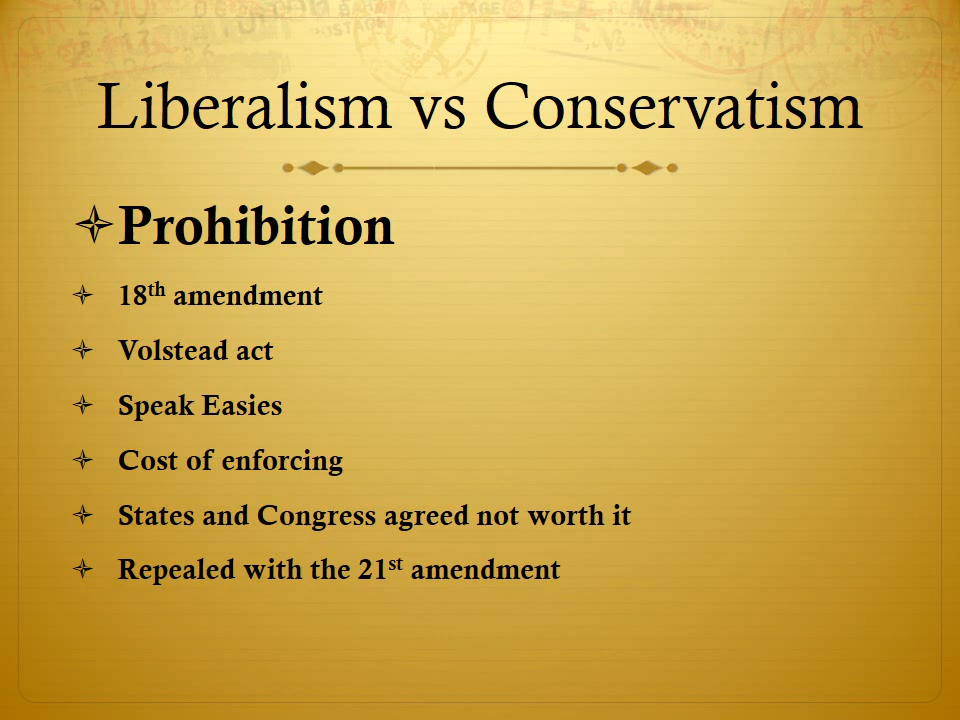 Liberalism vs Conservatism
Prohibition
18th amendment
Volstead act
Speak Easies
Cost of enforcing
States and Congress agreed not worth it
Repealed with the 21st amendment